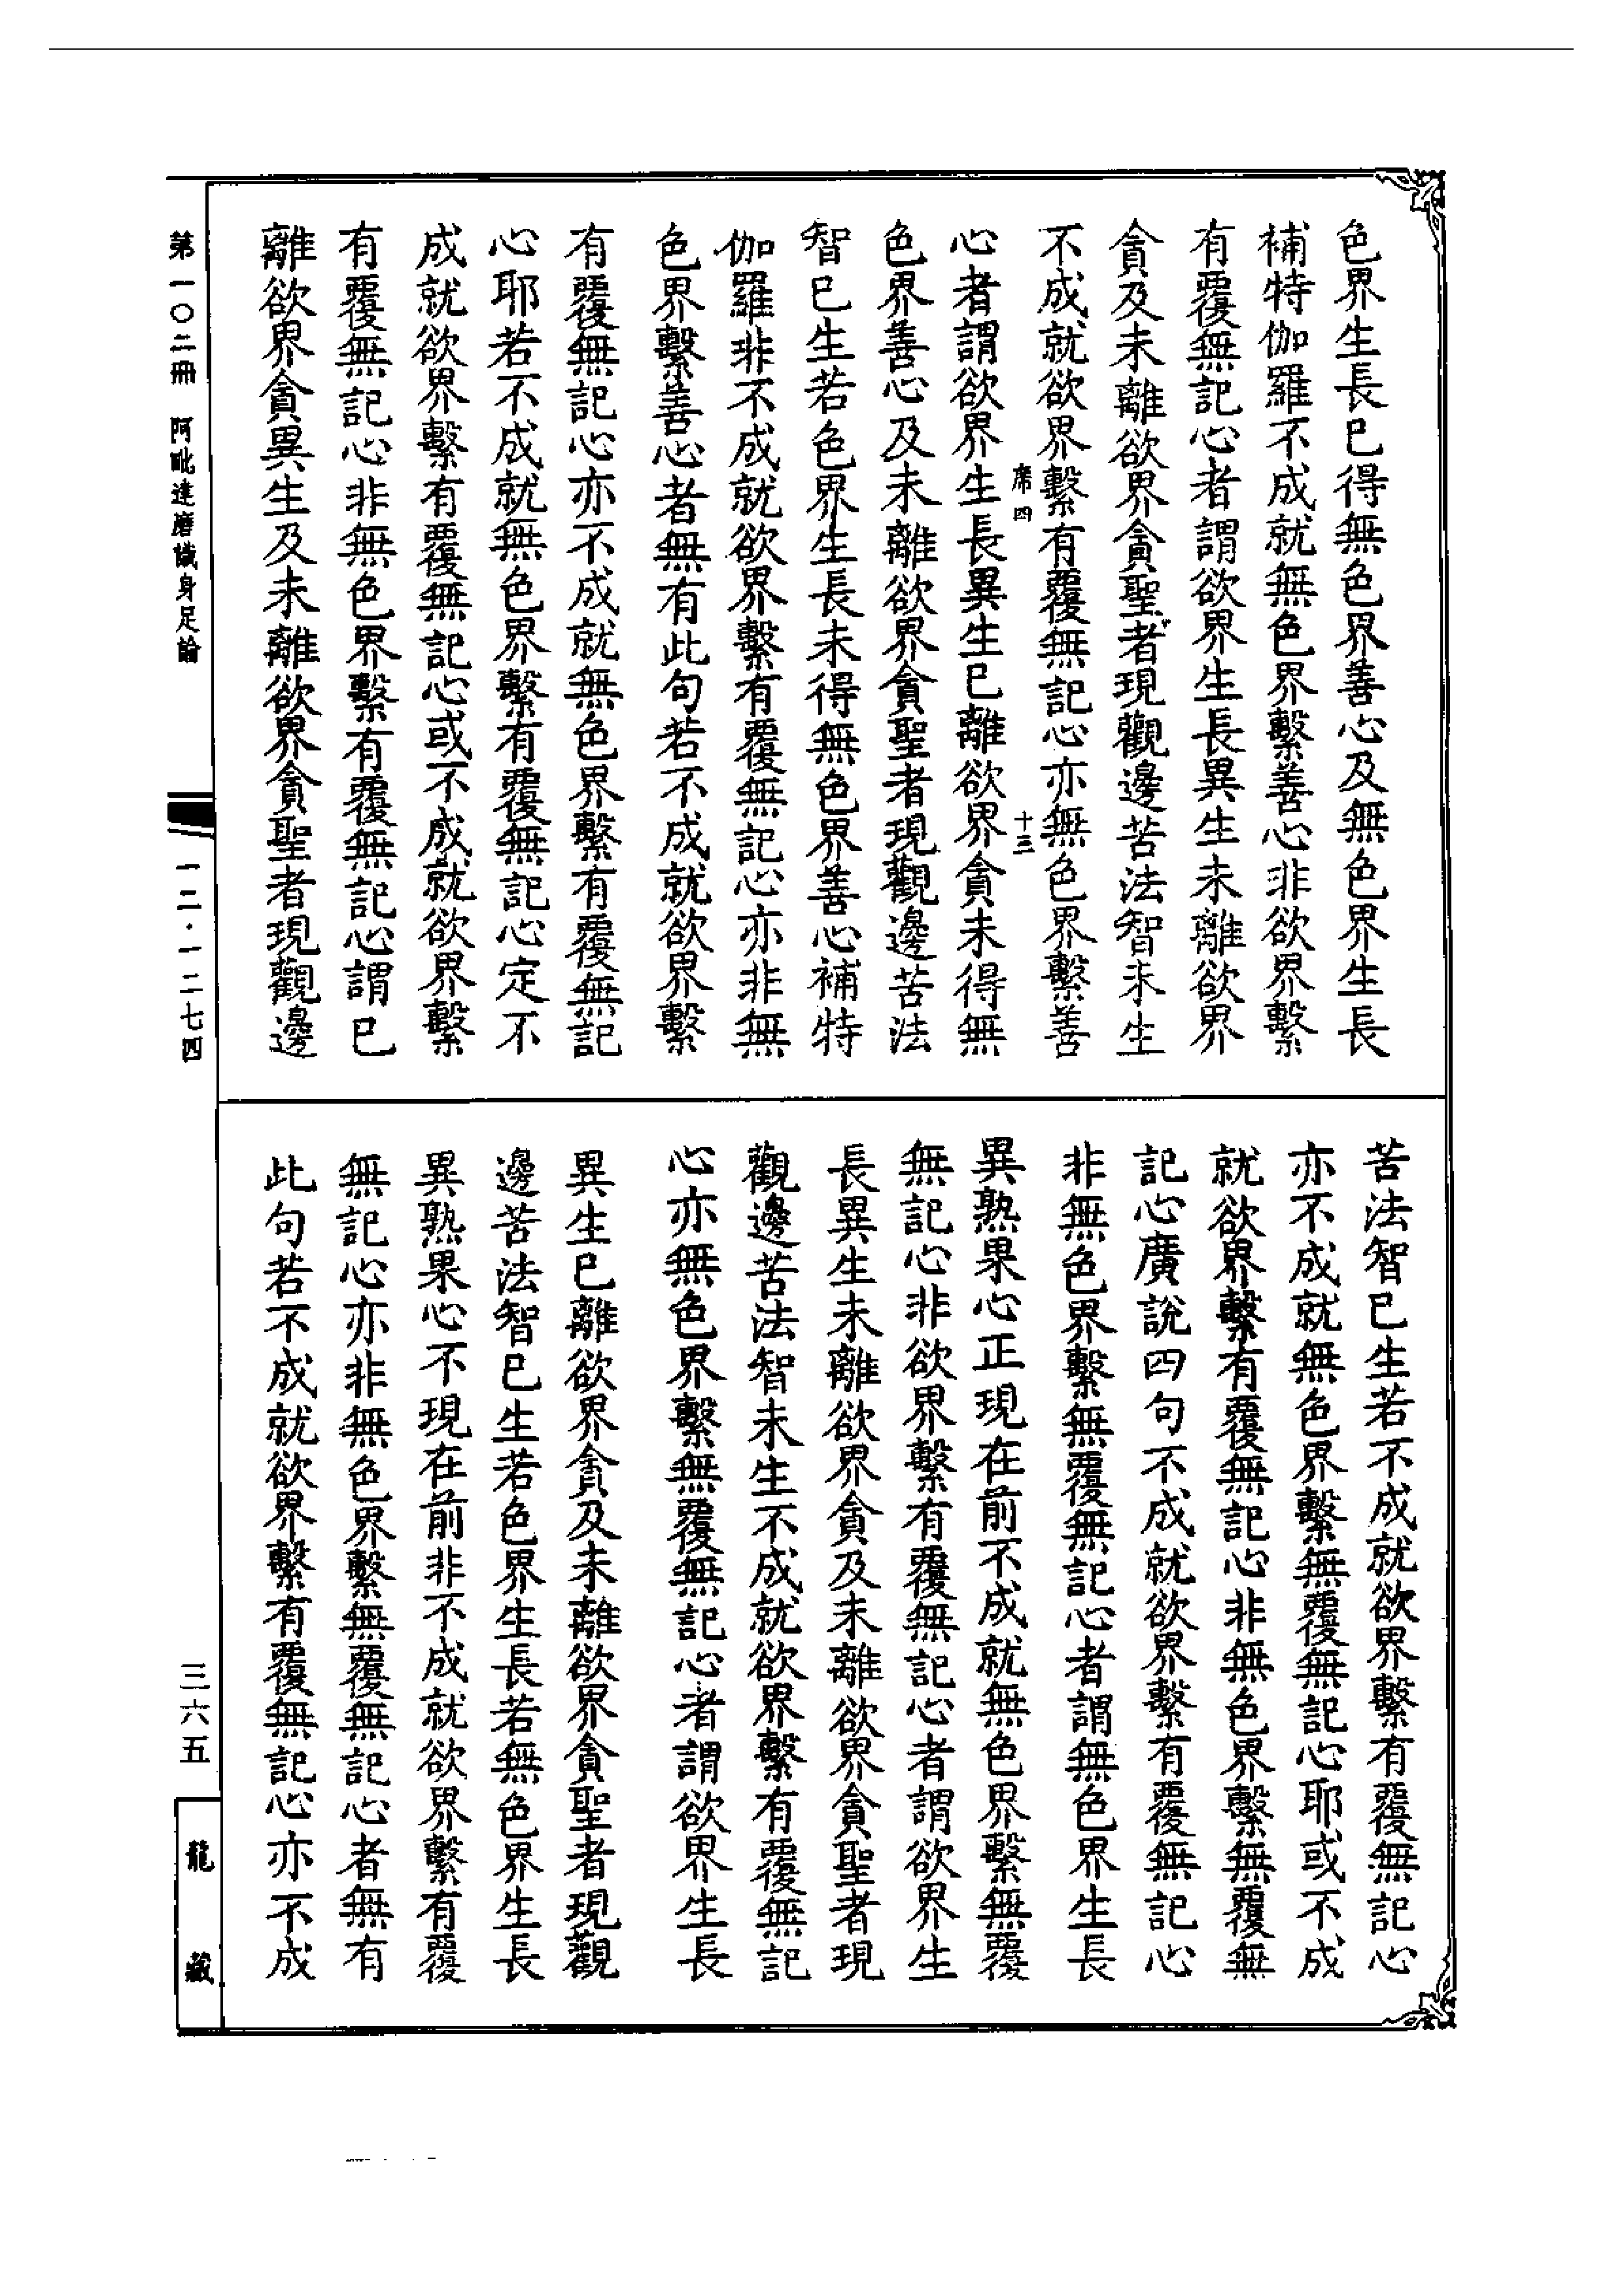 色界生長已得無色界善心及無色界生長
補特伽羅不成就無色界繫善心非欲界繫
有覆無記心者謂欲界生長異生未離欲界
貪及未離欲界貪聖者現觀邊苦法智未生
不成就欲界繫有覆無記心亦無色界繫善
席四
十三
心者謂欲界生長異生已離欲界貪未得無
色界善心及未離欲界貪聖者現觀邊苦法
智已生若色界生長未得無色界善心補特
伽羅非不成就欲界繫有覆無記心亦非無
色界繫善心者無有此句若不成就欲界繫
有覆無記心亦不成就無色界繫有覆無記
心耶若不成就無色界繫有覆無記心定不
成就欲界繫有覆無記心或不成就欲界繫
有覆無記心非無色界繫有覆無記心謂已
離欲界貪異生及未離欲界貪聖者現觀邊
苦法智已生若不成就欲界繫有覆無記心
亦不成就無色界繫無覆無記心耶或不成
就欲界繫有覆無記心非無色界繫無覆無
記心廣說四句不成就欲界繫有覆無記心
非無色界繫無覆無記心者謂無色界生長
異熟果心正現在前不成就無色界繫無覆
無記心非欲界繫有覆無記心者謂欲界生
長異生未離欲界貪及未離欲界貪聖者現
觀邊苦法智未生不成就欲界繫有覆無記
心亦無色界繫無覆無記心者謂欲界生長
異生已離欲界貪及未離欲界貪聖者現觀
邊苦法智已生若色界生長若無色界生長
異熟果心不現在前非不成就欲界繫有覆
無記心亦非無色界繫無覆無記心者無有
此句若不成就欲界繫有覆無記心亦不成
第一〇二冊 阿毗達磨識身足論
一二·一二七四
三六五
龍藏